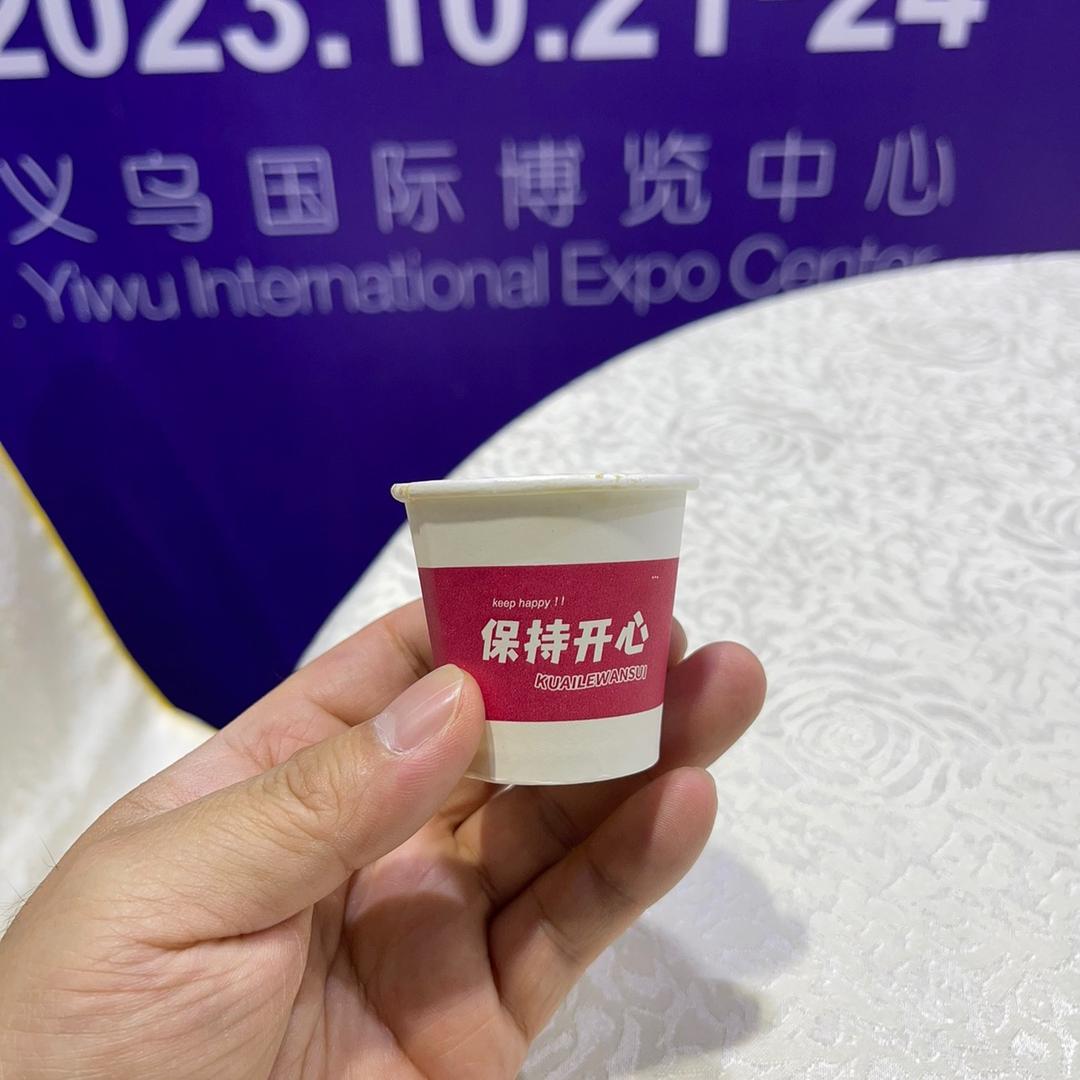 2023.10.21-24
义乌国际博览中心
Yiwu International Expo Center
keep happy !!
保持开心
KUAILEWANSUI